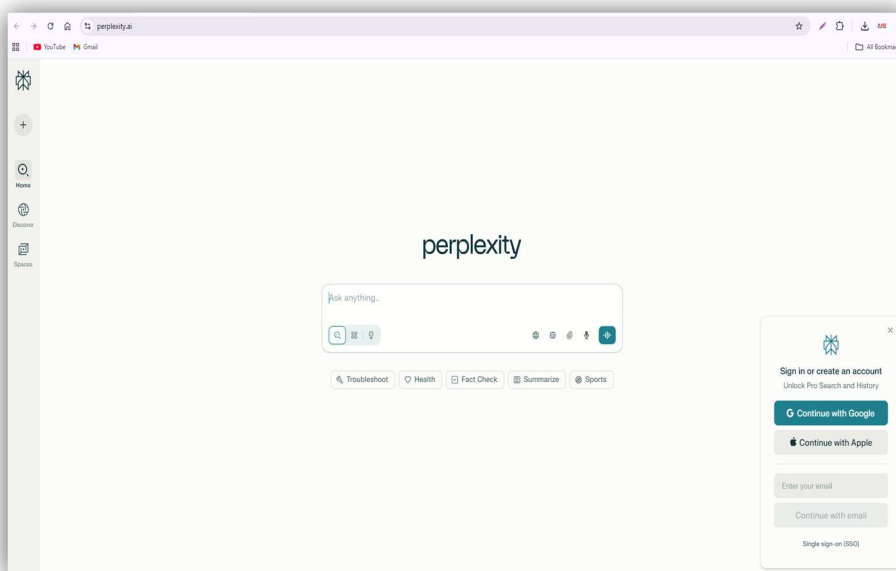 perplexity.ai
YouTube
Gmail
All Bookma
Home
Discover
Spaces
perplexity
Ask anything...
Troubleshoot
Health
Fact Check
Summarize
Sports
X
Sign in or create an account
Unlock Pro Search and History
G Continue with Google
Continue with Apple
Enter your email
Continue with email
Single sign-on (SSO)